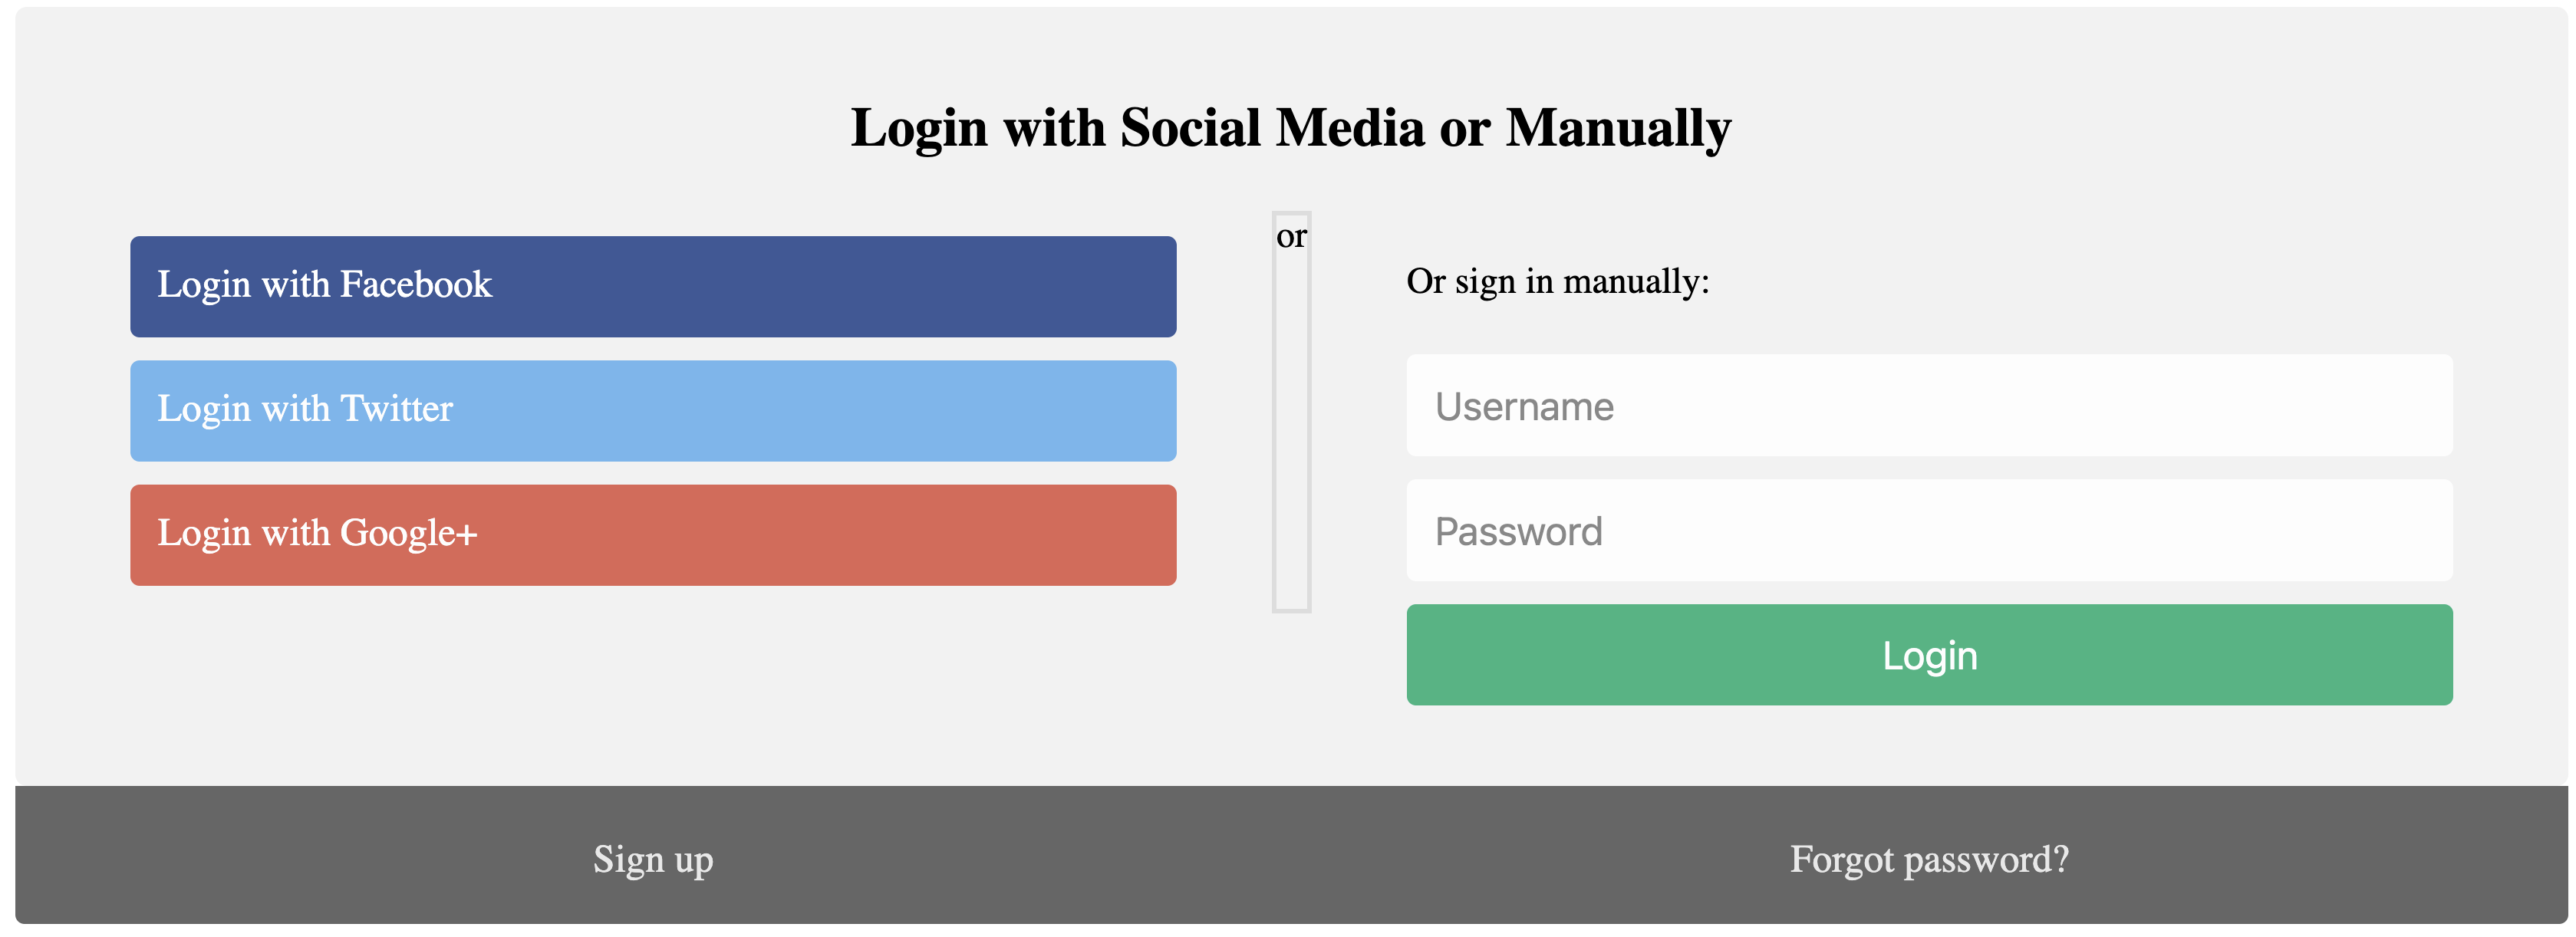 Login with Social Media or Manually
Login with Facebook
Login with Twitter
Login with Google+
or
Or sign in manually:
Username
Password
Login
Sign up
Forgot password?